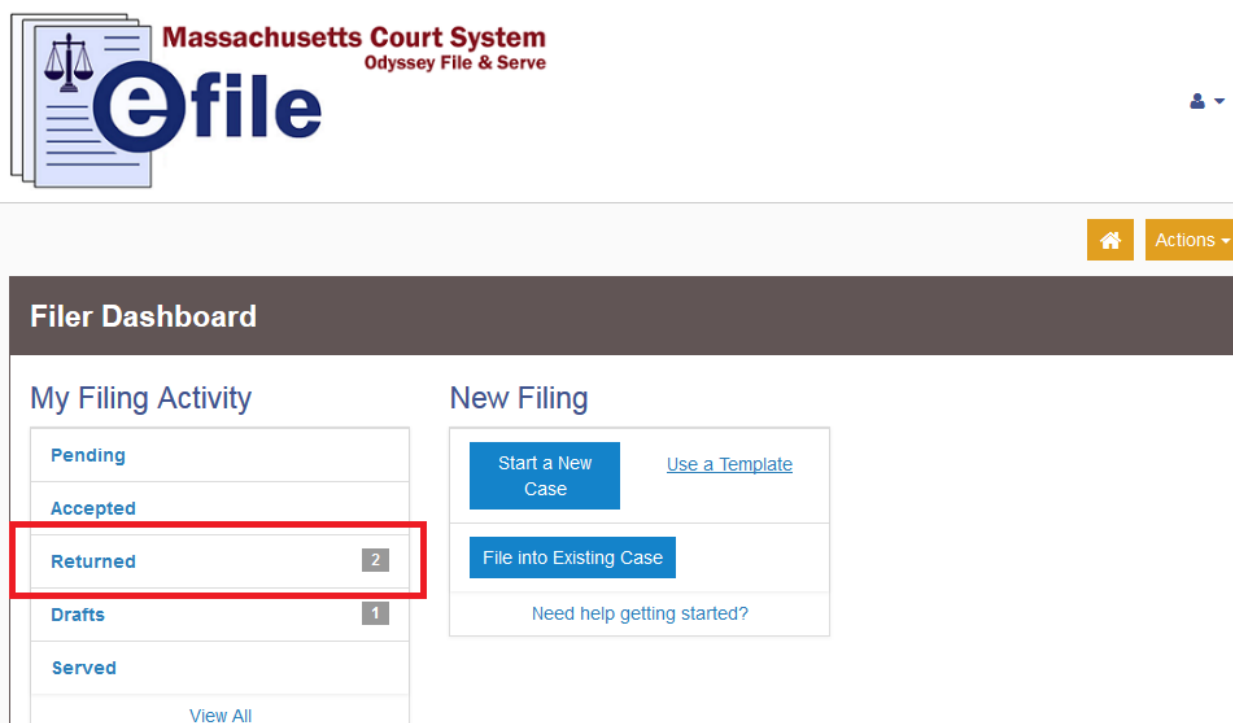 Massachusetts Court System
Odyssey File & Serve
efile
Actions
Filer Dashboard
My Filing Activity
Pending
Accepted
Returned 2
Drafts 1
Served
View All
New Filing
Start a New
Case
Use a Template
File into Existing Case
Need help getting started?